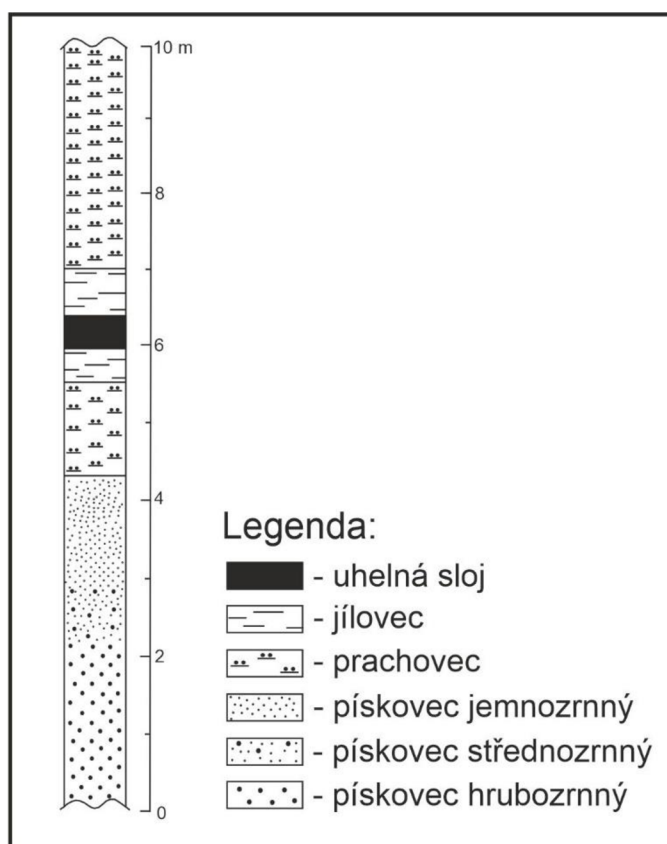 10 m
8
6
4
2
0
Legenda:
- uhelná sloj
- jílovec
- prachovec
- pískovec jemnozrnný
- pískovec střednozrnný
- pískovec hrubozrnný